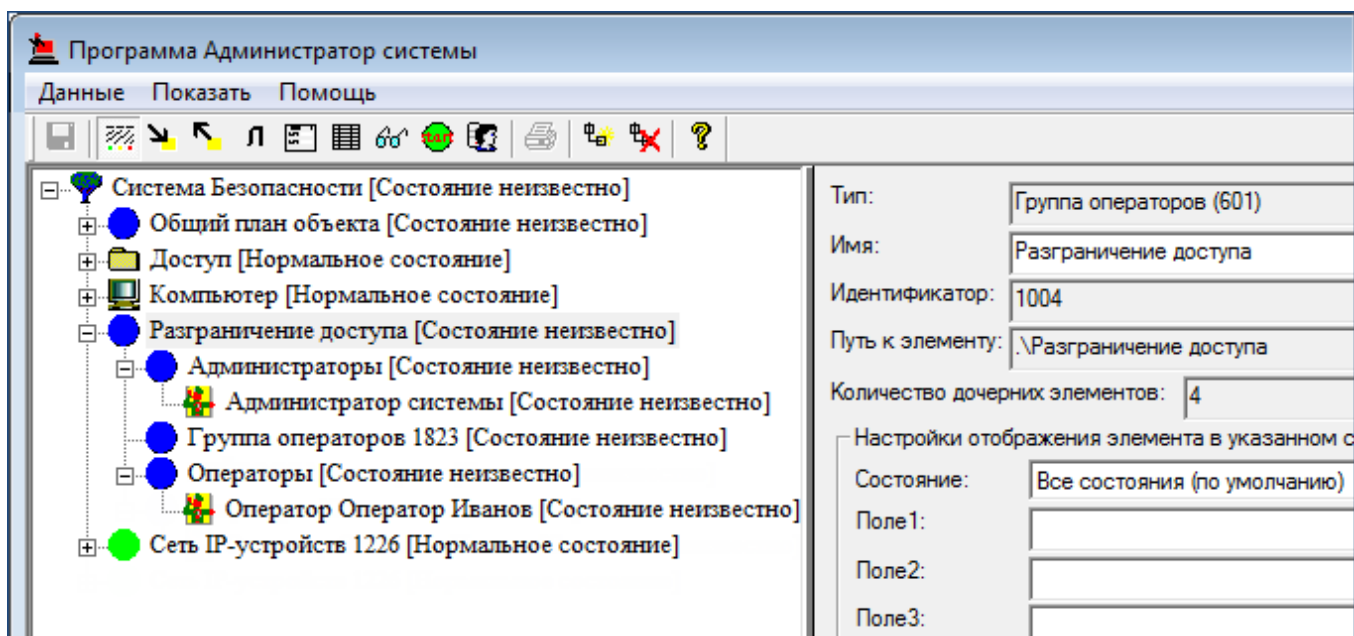 Программа Администратор системы
Данные Показать Помощь
Л start ?
Система Безопасности [Состояние неизвестно]
Общий план объекта [Состояние неизвестно]
Доступ [Нормальное состояние]
Компьютер [Нормальное состояние]
Разграничение доступа [Состояние неизвестно]
Администраторы [Состояние неизвестно]
Администратор системы [Состояние неизвестно]
Группа операторов 1823 [Состояние неизвестно]
Операторы [Состояние неизвестно]
Оператор Оператор Иванов [Состояние неизвестно]
Сеть IP-устройств 1226 [Нормальное состояние]
Тип: Группа операторов (601)
Имя: Разграничение доступа
Идентификатор: 1004
Путь к элементу: .\Разграничение доступа
Количество дочерних элементов: 4
Настройки отображения элемента в указанном с
Состояние: Все состояния (по умолчанию)
Поле1:
Поле2:
Поле3: